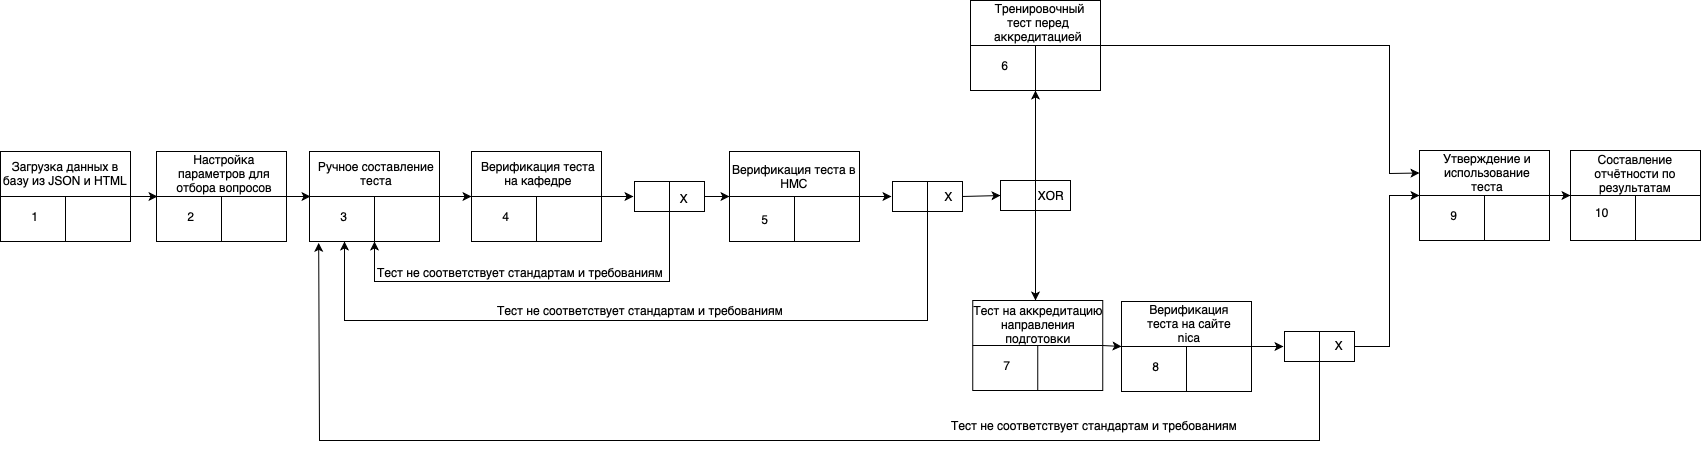 Тренировочный
тест перед
аккредитацией
6
Загрузка данных в
базу из JSON и HTML
1
Настройка
параметров для
отбора вопросов
2
Ручное составление
теста
3
Верификация теста
на кафедре
4
X
Верификация теста в
НМС
5
X
XOR
Утверждение и
использование
теста
9
Составление
отчётности по
результатам
10
Тест не соответствует стандартам и требованиям
Тест не соответствует стандартам и требованиям
Тест на аккредитацию
направления
подготовки
7
Верификация
теста на сайте
nica
8
X
Тест не соответствует стандартам и требованиям